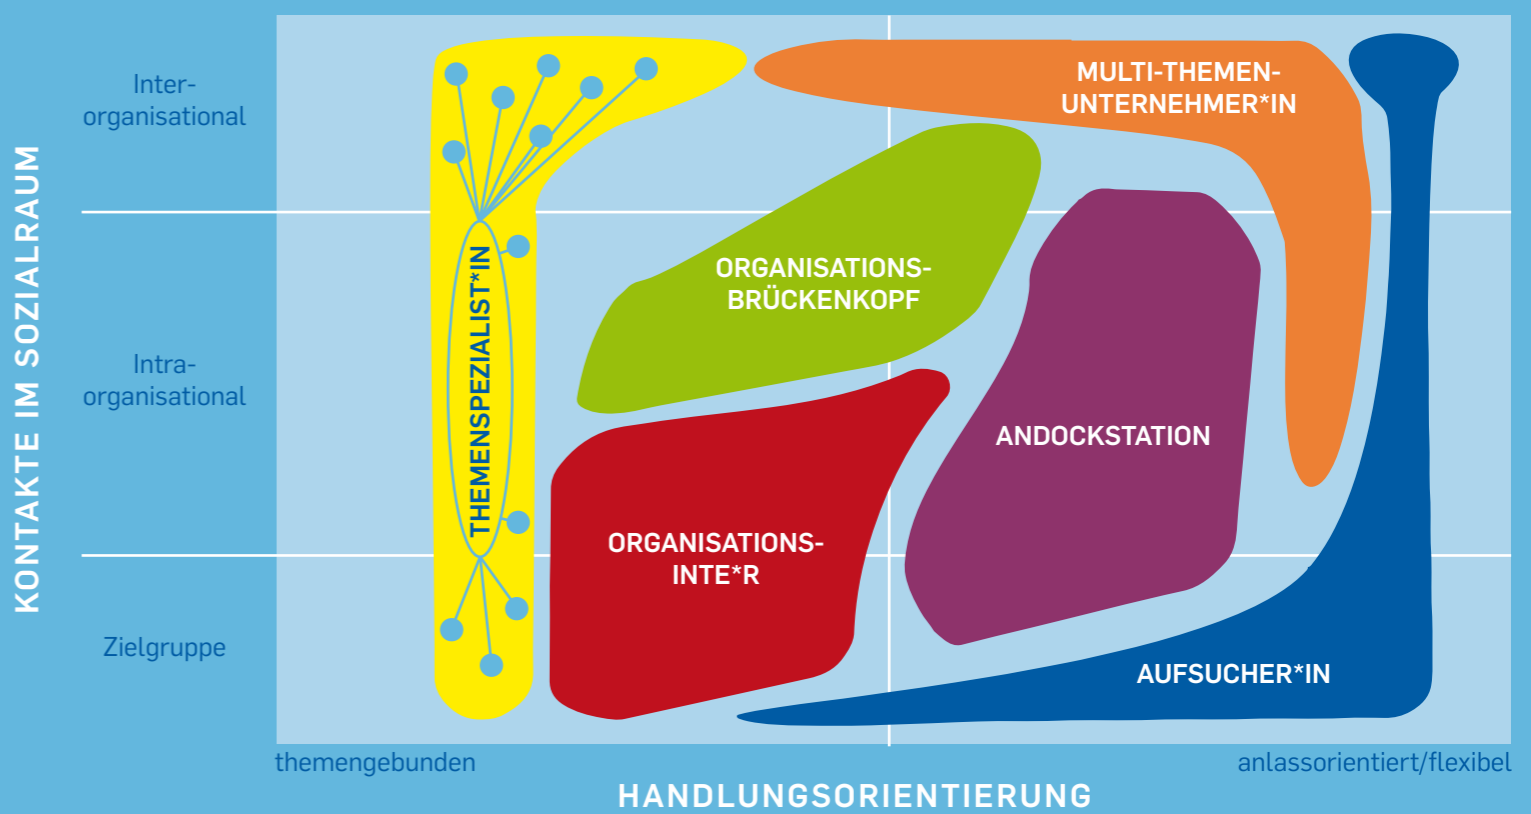 KONTAKTE IM SOZIALRAUM
Inter-
organisational
Intra-
organisational
Zielgruppe
THEMENSPEZIALIST*IN
MULTI-THEMEN-
UNTERNEHMER*IN
ORGANISATIONS-
BRÜCKENKOPF
ANDOCKSTATION
ORGANISATIONS-
INTE*R
AUFSUCHER*IN
themengebunden
anlassorientiert/flexibel
HANDLUNGSORIENTIERUNG